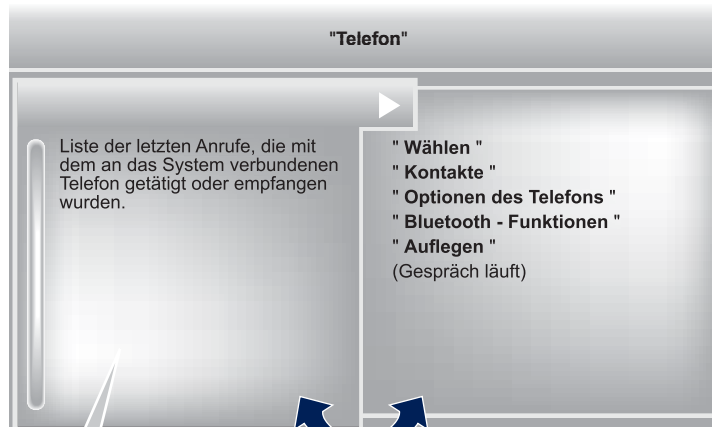 "Telefon"
Liste der letzten Anrufe, die mit
dem an das System verbundenen
Telefon getätigt oder empfangen
wurden.
" Wählen "
" Kontakte "
" Optionen des Telefons "
" Bluetooth - Funktionen "
" Auflegen "
(Gespräch läuft)